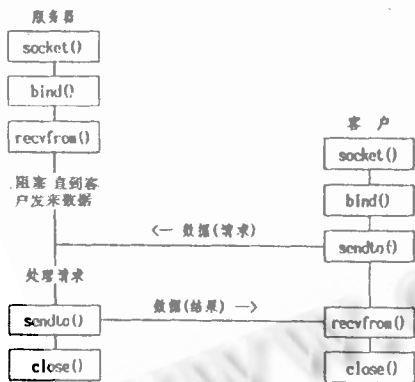 服务器
socket()
bind()
recvfrom()
阻塞 直到客
户发来数据
处理请求
sendto()
close()
客 户
socket()
bind()
<— 数据(请求)
sendto()
数据(结果) —>
recvfrom()
close()